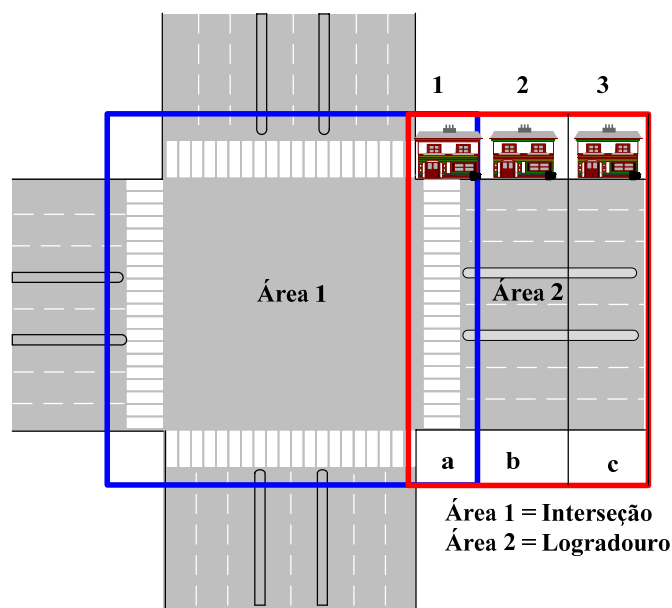 1 2 3
Área 1
Área 2
a b c
Área 1 = Interseção
Área 2 = Logradouro